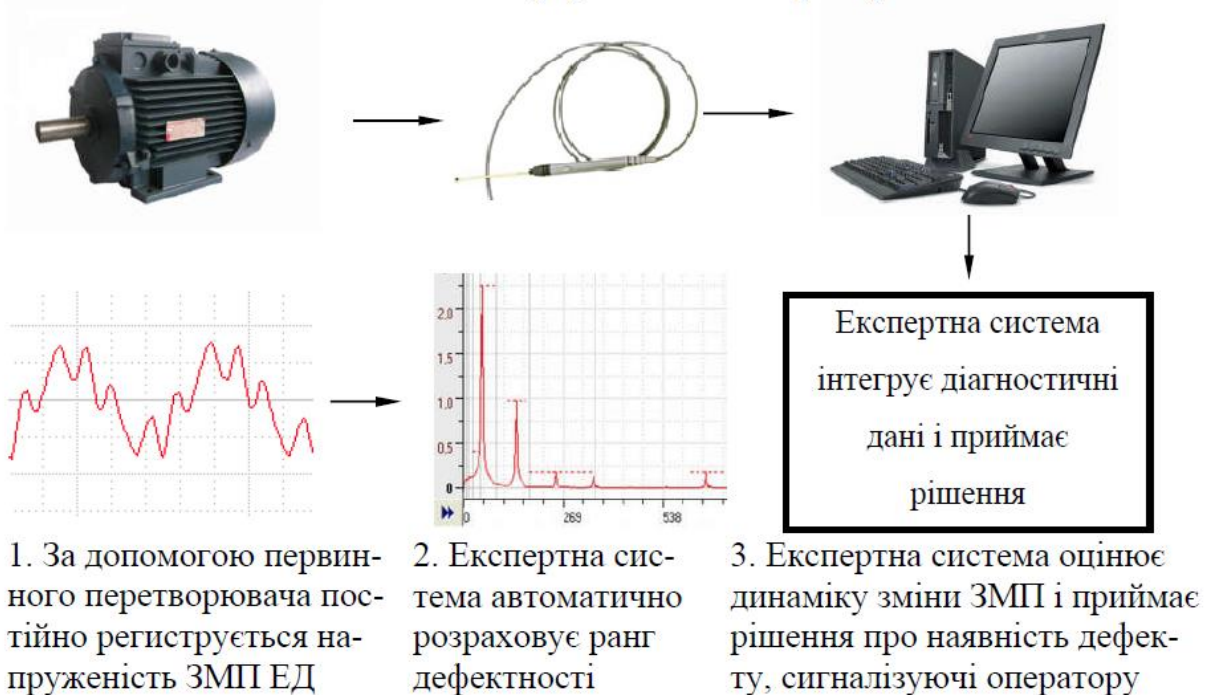 2.0
1.5
1.0
0.5
0
0
269
538
Експертна система
інтегрує діагностичні
дані і приймає
рішення
1. За допомогою первин-
ного перетворювача пос-
тійно региструється на-
пруженість ЗМП ЕД
2. Експертна сис-
тема автоматично
розраховує ранг
дефектності
3. Експертна система оцінює
динаміку зміни ЗМП і приймає
рішення про наявність дефек-
ту, сигналізуючі оператору